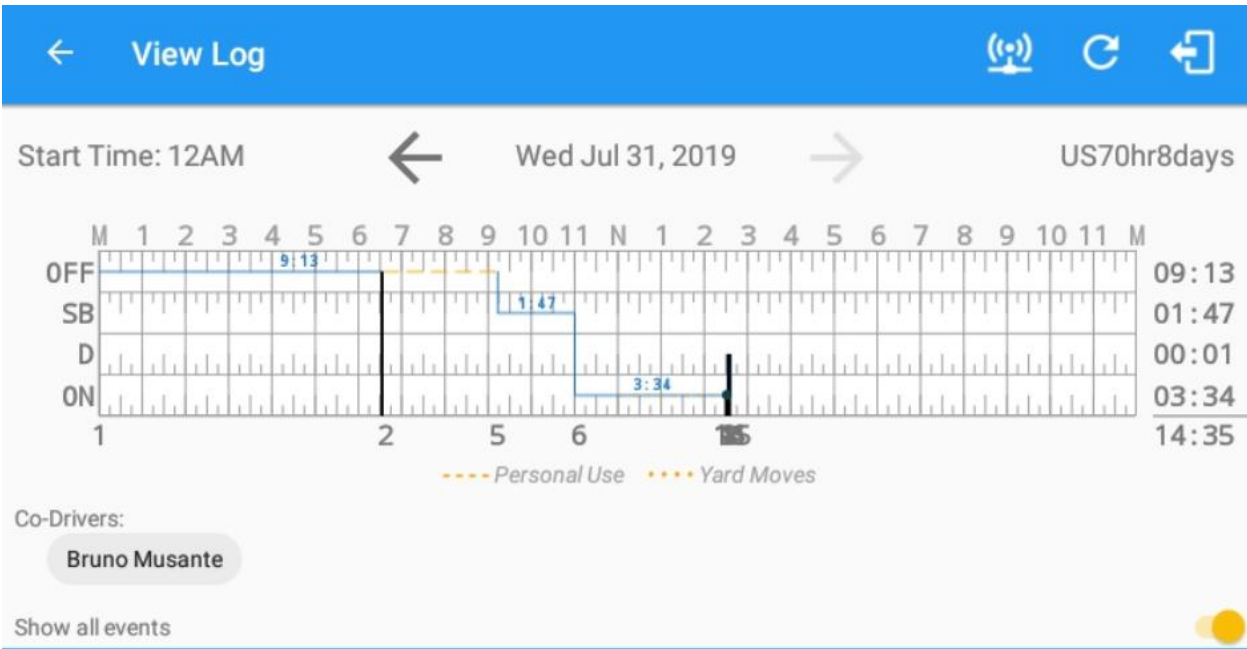 View Log
Start Time: 12AM Wed Jul 31, 2019 US70hr8days
M 1 2 3 4 5 6 7 8 9 10 11 N 1 2 3 4 5 6 7 8 9 10 11 M
OFF 9:13 09:13
SB 1:47 01:47
D 00:01
ON 3:34 03:34
1 2 5 6 14:35
Personal Use Yard Moves
Co-Drivers:
Bruno Musante
Show all events